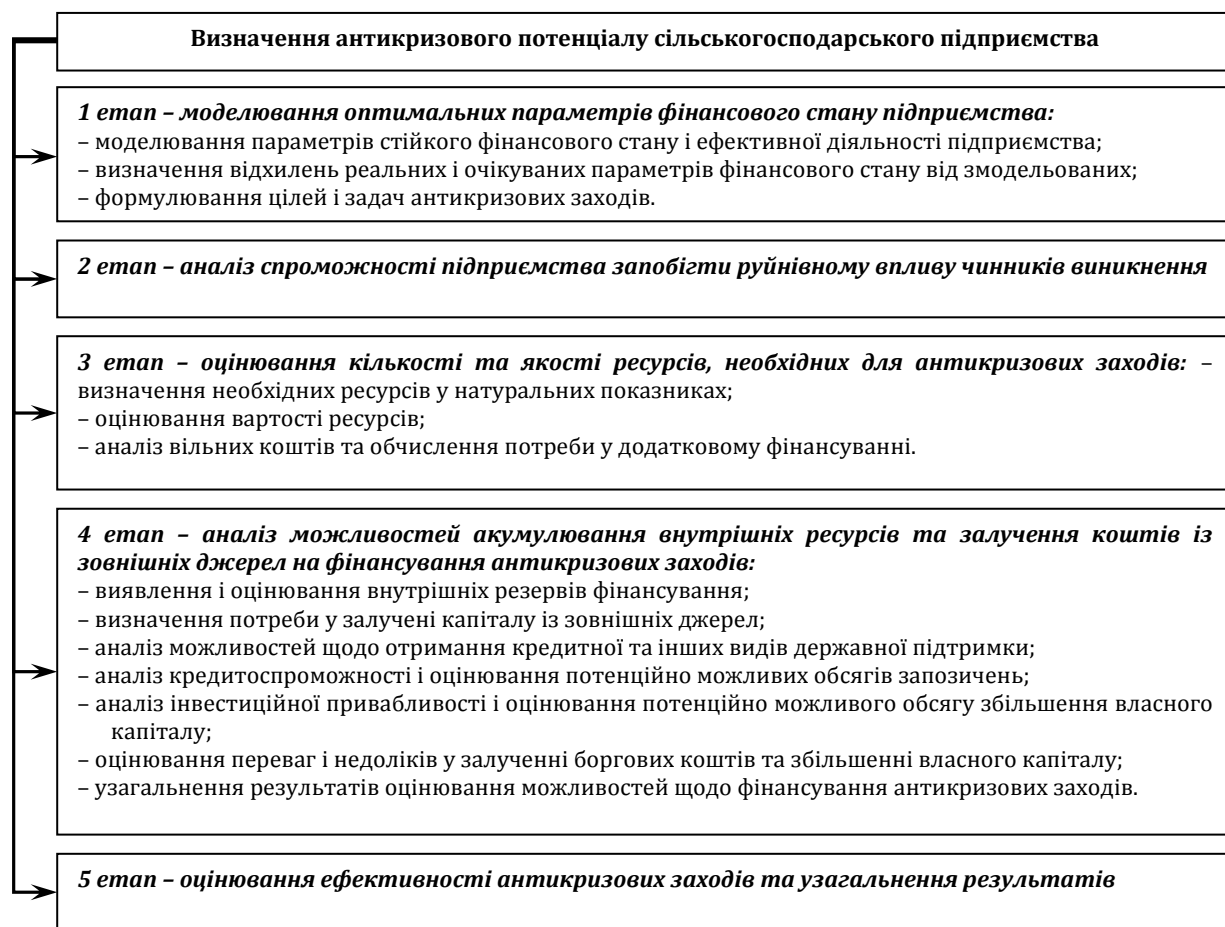 Визначення антикризового потенціалу сільськогосподарського підприємства
1 етап – моделювання оптимальних параметрів фінансового стану підприємства:
– моделювання параметрів стійкого фінансового стану і ефективної діяльності підприємства;
– визначення відхилень реальних і очікуваних параметрів фінансового стану від змодельованих;
– формулювання цілей і задач антикризових заходів.
2 етап – аналіз спроможності підприємства запобігти руйнівному впливу чинників виникнення
3 етап – оцінювання кількості та якості ресурсів, необхідних для антикризових заходів: –
визначення необхідних ресурсів у натуральних показниках;
– оцінювання вартості ресурсів;
– аналіз вільних коштів та обчислення потреби у додатковому фінансуванні.
4 етап – аналіз можливостей акумулювання внутрішніх ресурсів та залучення коштів із
зовнішніх джерел на фінансування антикризових заходів:
– виявлення і оцінювання внутрішніх резервів фінансування;
– визначення потреби у залучені капіталу із зовнішніх джерел;
– аналіз можливостей щодо отримання кредитної та інших видів державної підтримки;
– аналіз кредитоспроможності і оцінювання потенційно можливих обсягів запозичень;
– аналіз інвестиційної привабливості і оцінювання потенційно можливого обсягу збільшення власного
капіталу;
– оцінювання переваг і недоліків у залученні боргових коштів та збільшенні власного капіталу;
– узагальнення результатів оцінювання можливостей щодо фінансування антикризових заходів.
5 етап – оцінювання ефективності антикризових заходів та узагальнення результатів